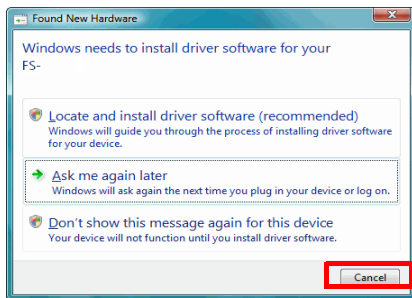 Found New Hardware
Windows needs to install driver software for your
FS-
Locate and install driver software (recommended)
Windows will guide you through the process of installing driver software
for your device.
Ask me again later
Windows will ask again the next time you plug in your device or log on.
Don't show this message again for this device
Your device will not function until you install driver software.
Cancel